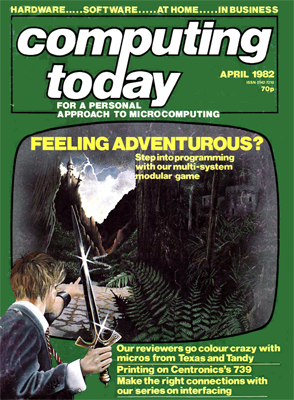 HARDWARE.....SOFTWARE.....AT HOME.....IN BUSINESS
computing
today
APRIL 1982
70p
FOR A PERSONAL
APPROACH TO MICROCOMPUTING
FEELING ADVENTUROUS?
Step into programming
with our multi-system
modular game
Our reviewers go colour crazy with
micros from Texas and Tandy
Printing on Centronics's 739
Make the right connections with
our series on interfacing